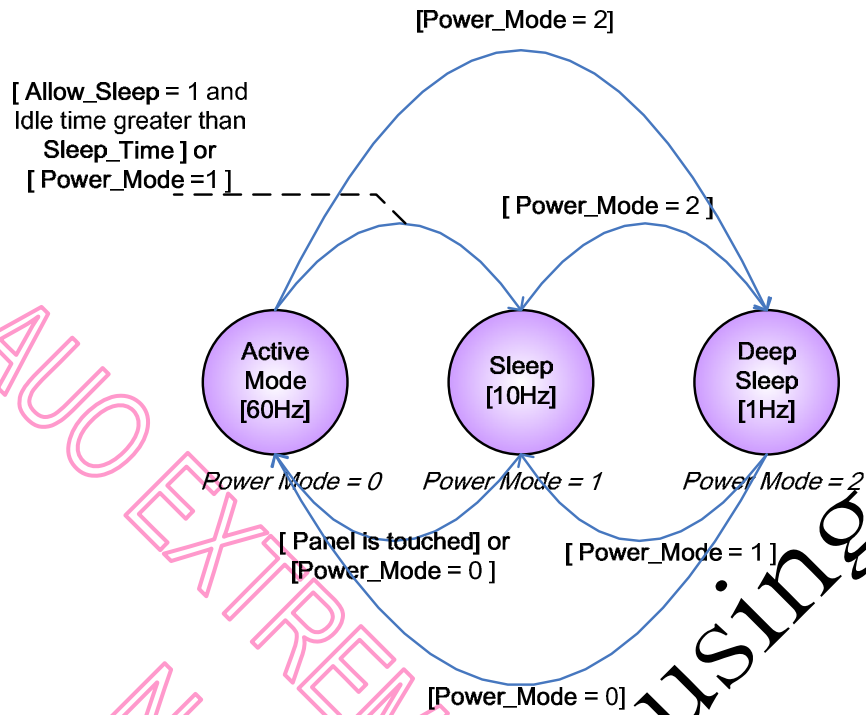 [Power_Mode = 2]
[ Allow_Sleep = 1 and
Idle time greater than
Sleep_Time ] or
[ Power_Mode =1 ]
[ Power_Mode = 2 ]
Active
Mode
[60Hz]
Sleep
[10Hz]
Deep
Sleep
[1Hz]
Power Mode = 0
Power Mode = 1
Power Mode = 2
[ Panel is touched] or
[Power_Mode = 0 ]
[ Power_Mode = 1 ]
[Power_Mode = 0]
AUO EXTREM
using